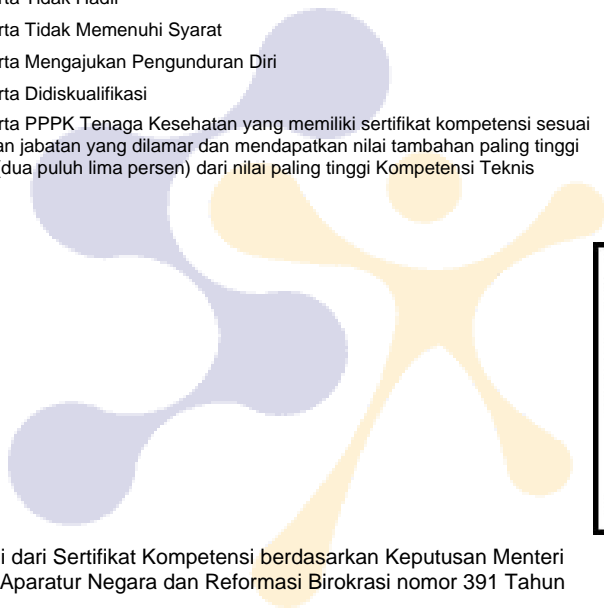 rta Tidak Hadir
rta Tidak Memenuhi Syarat
rta Mengajukan Pengunduran Diri
rta Didiskualifikasi
rta PPPK Tenaga Kesehatan yang memiliki sertifikat kompetensi sesuai
an jabatan yang dilamar dan mendapatkan nilai tambahan paling tinggi
(dua puluh lima persen) dari nilai paling tinggi Kompetensi Teknis
i dari Sertifikat Kompetensi berdasarkan Keputusan Menteri
Aparatur Negara dan Reformasi Birokrasi nomor 391 Tahun